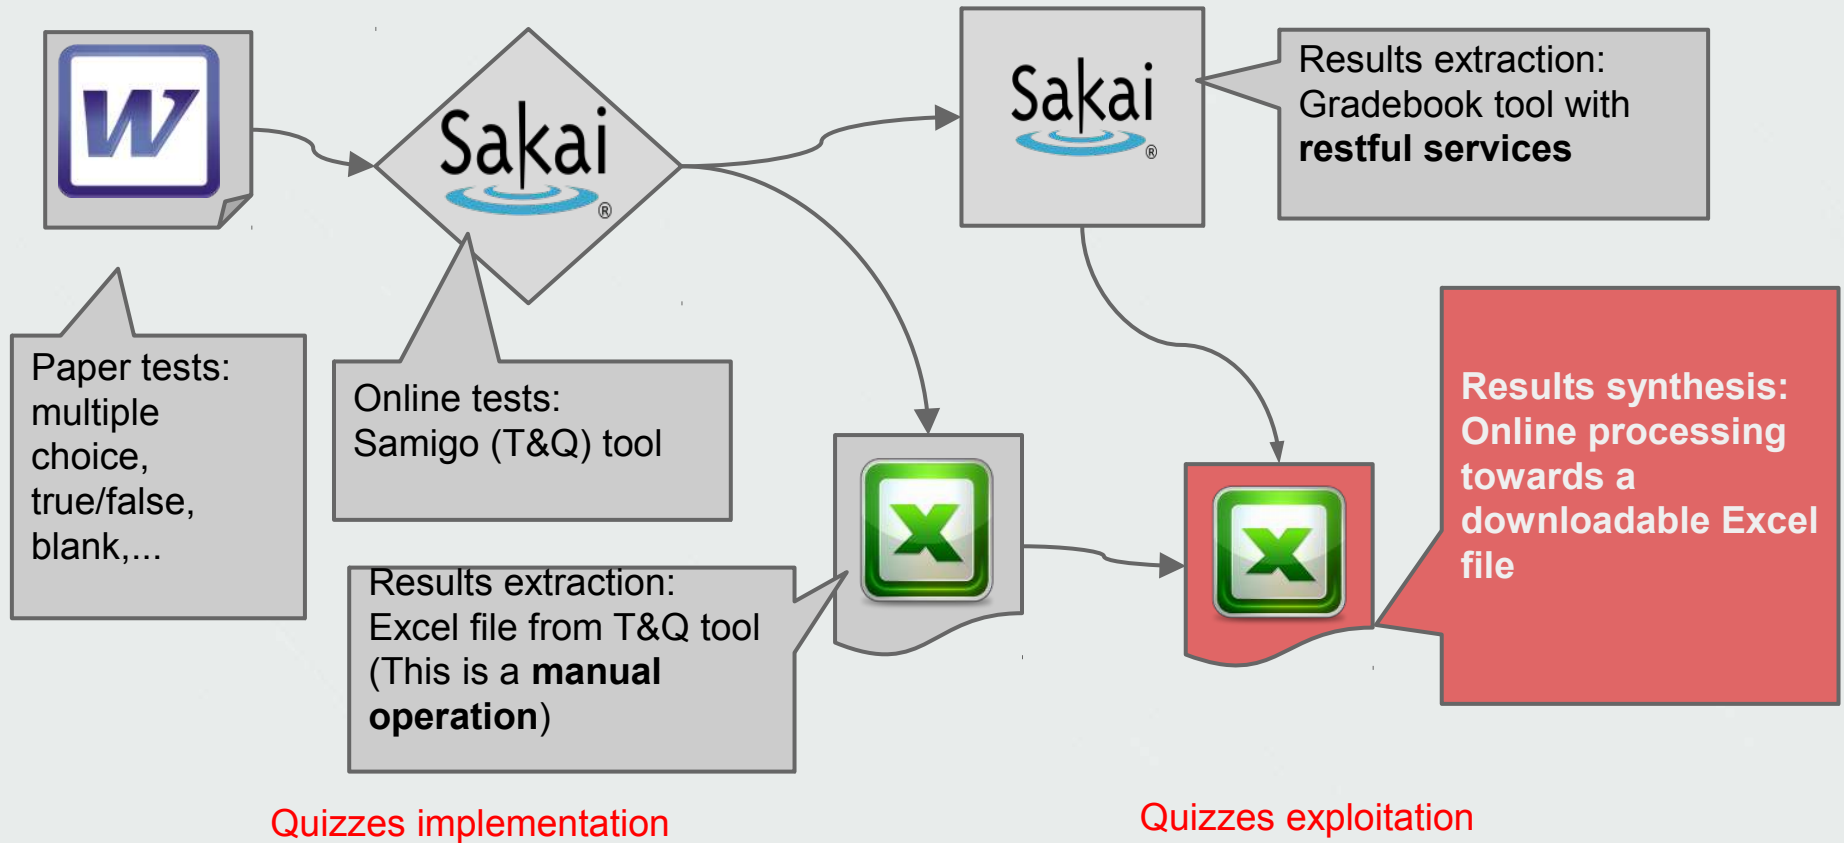 W
Sakai
®
Sakai
®
Results extraction:
Gradebook tool with
restful services
Paper tests:
multiple
choice,
true/false,
blank,...
Online tests:
Samigo (T&Q) tool
Results extraction:
Excel file from T&Q tool
(This is a manual
operation)
X
X
Results synthesis:
Online processing
towards a
downloadable Excel
file
Quizzes implementation
Quizzes exploitation